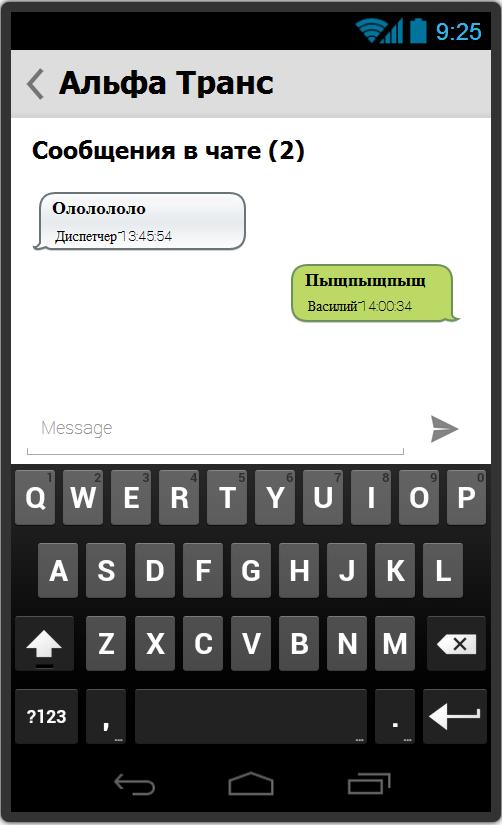 9:25
Альфа Транс
Сообщения в чате (2)
Ололололо
Диспетчер 13:45:54
Пыщпыщпыщ
Василий 14:00:34
Message
1 2 3 4 5 6 7 8 9 0
Q W E R T Y U I O P
A S D F G H J K L
Z X C V B N M
?123 , ... ... . ...